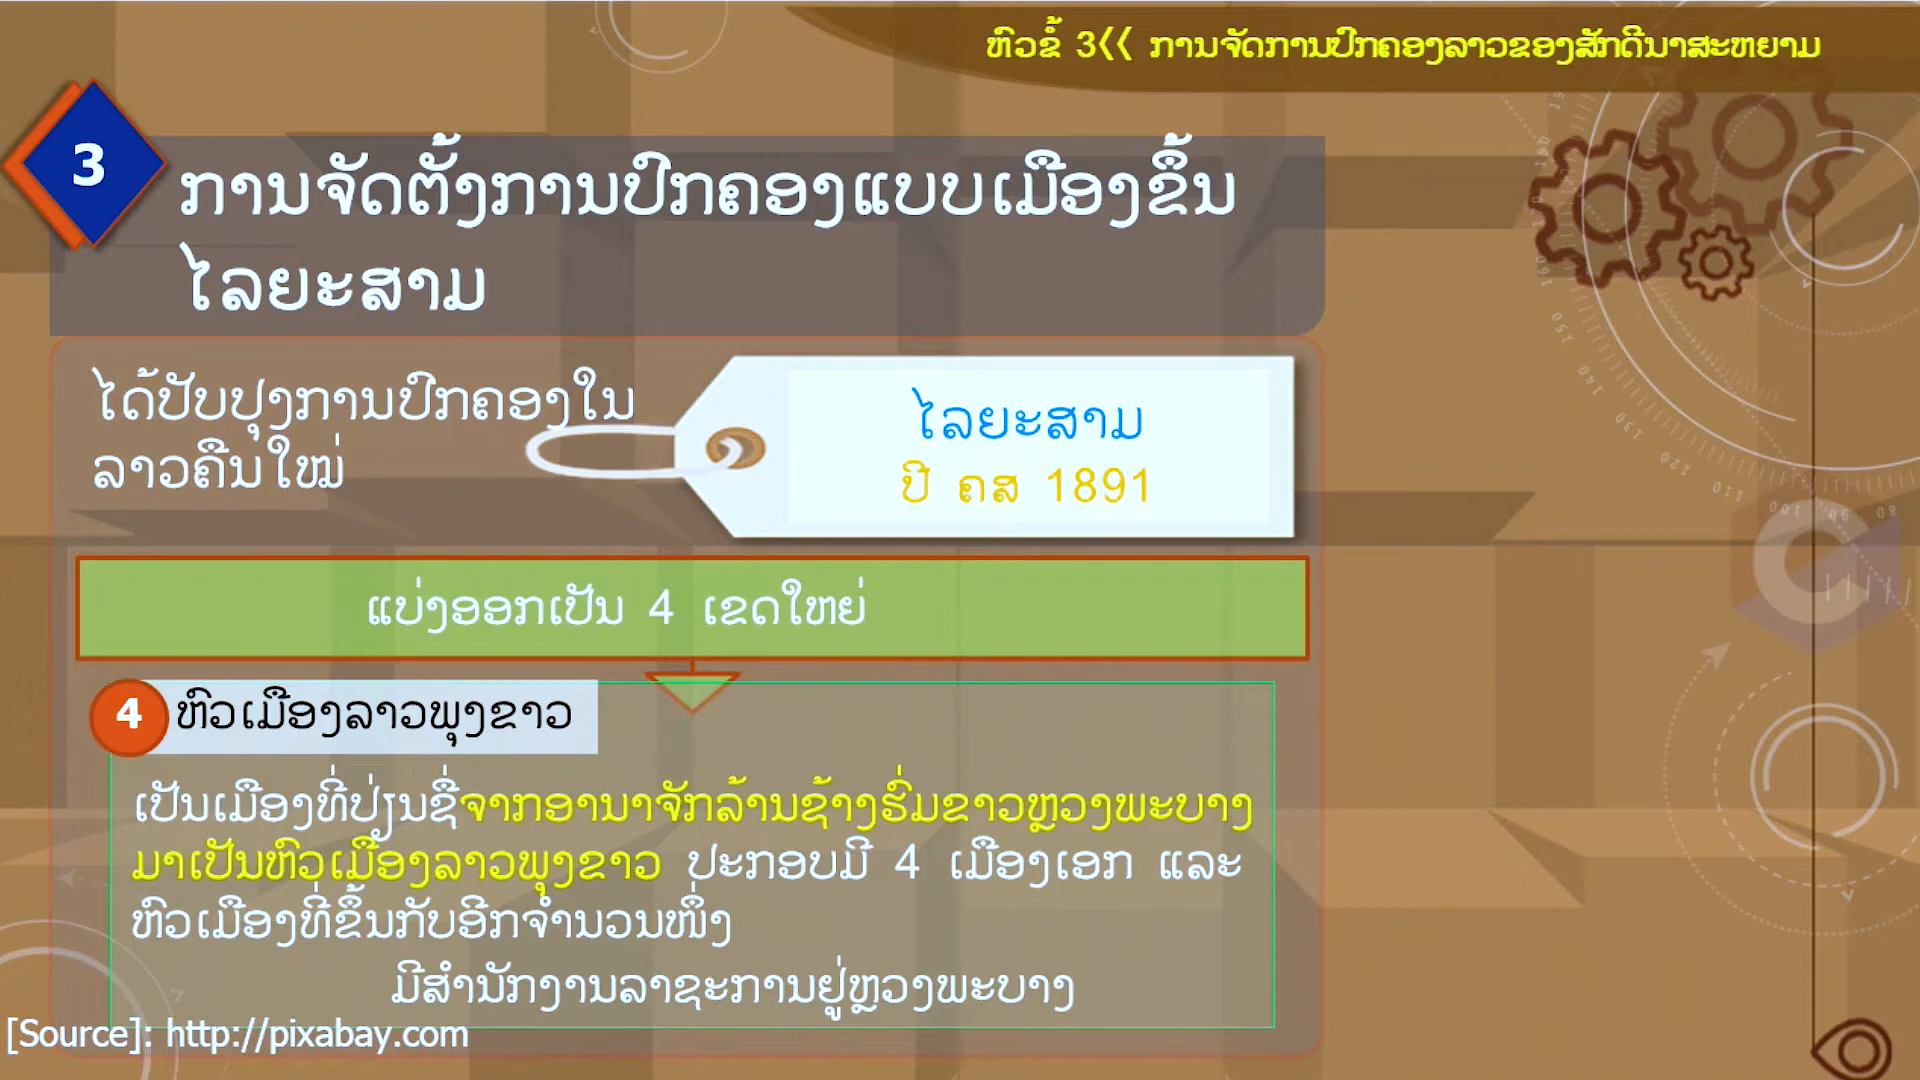 ຫົວຂໍ້ 3<< ການຈັດການປົກຄອງລາວຂອງສັກດີນາສະຫຍາມ
3
ການຈັດຕັ້ງການປົກຄອງແບບເມືອງຂຶ້ນ
ໄລຍະສາມ
ໄດ້ປັບປຸງການປົກຄອງໃນ
ລາວຄືນໃໝ່
ໄລຍະສາມ
ປີ ຄສ 1891
ແບ່ງອອກເປັນ 4 ເຂດໃຫຍ່
4 ຫົວເມືອງລາວພຸງຂາວ
ເປັນເມືອງທີ່ປ່ຽນຊື່ຈາກອານາຈັກລ້ານຊ້າງຮົ່ມຂາວຫຼວງພະບາງ
ມາເປັນຫົວເມືອງລາວພຸງຂາວ ປະກອບມີ 4 ເມືອງເອກ ແລະ
ຫົວເມືອງທີ່ຂຶ້ນກັບອີກຈຳນວນໜຶ່ງ
ມີສຳນັກງານລາຊະການຢູ່ຫຼວງພະບາງ
[Source]: http://pixabay.com